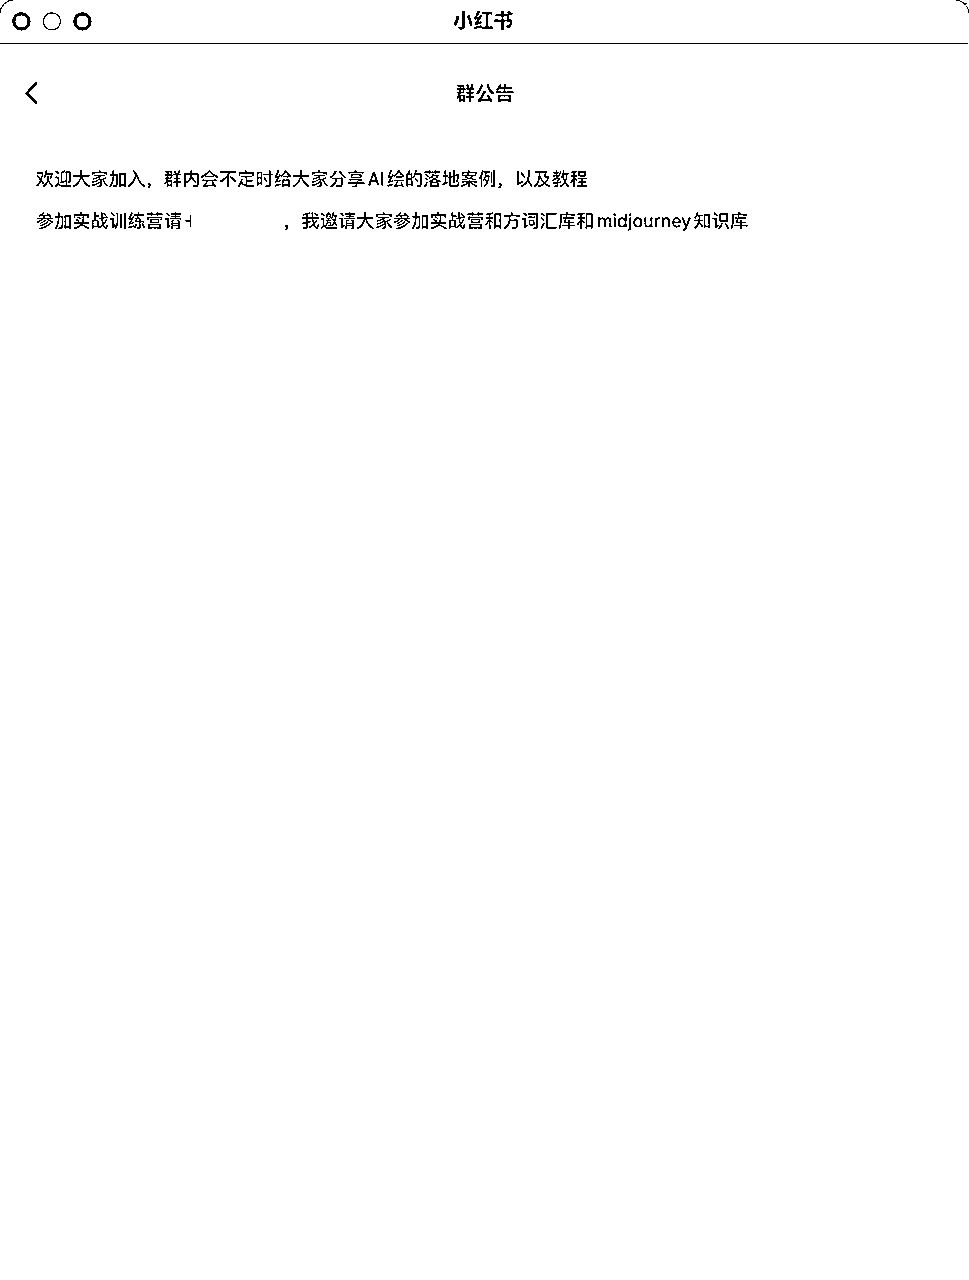 小红书
群公告
欢迎大家加入，群内会不定时给大家分享AI绘的落地案例，以及教程
参加实战训练营请 ，我邀请大家参加实战营和方词汇库和midjourney知识库